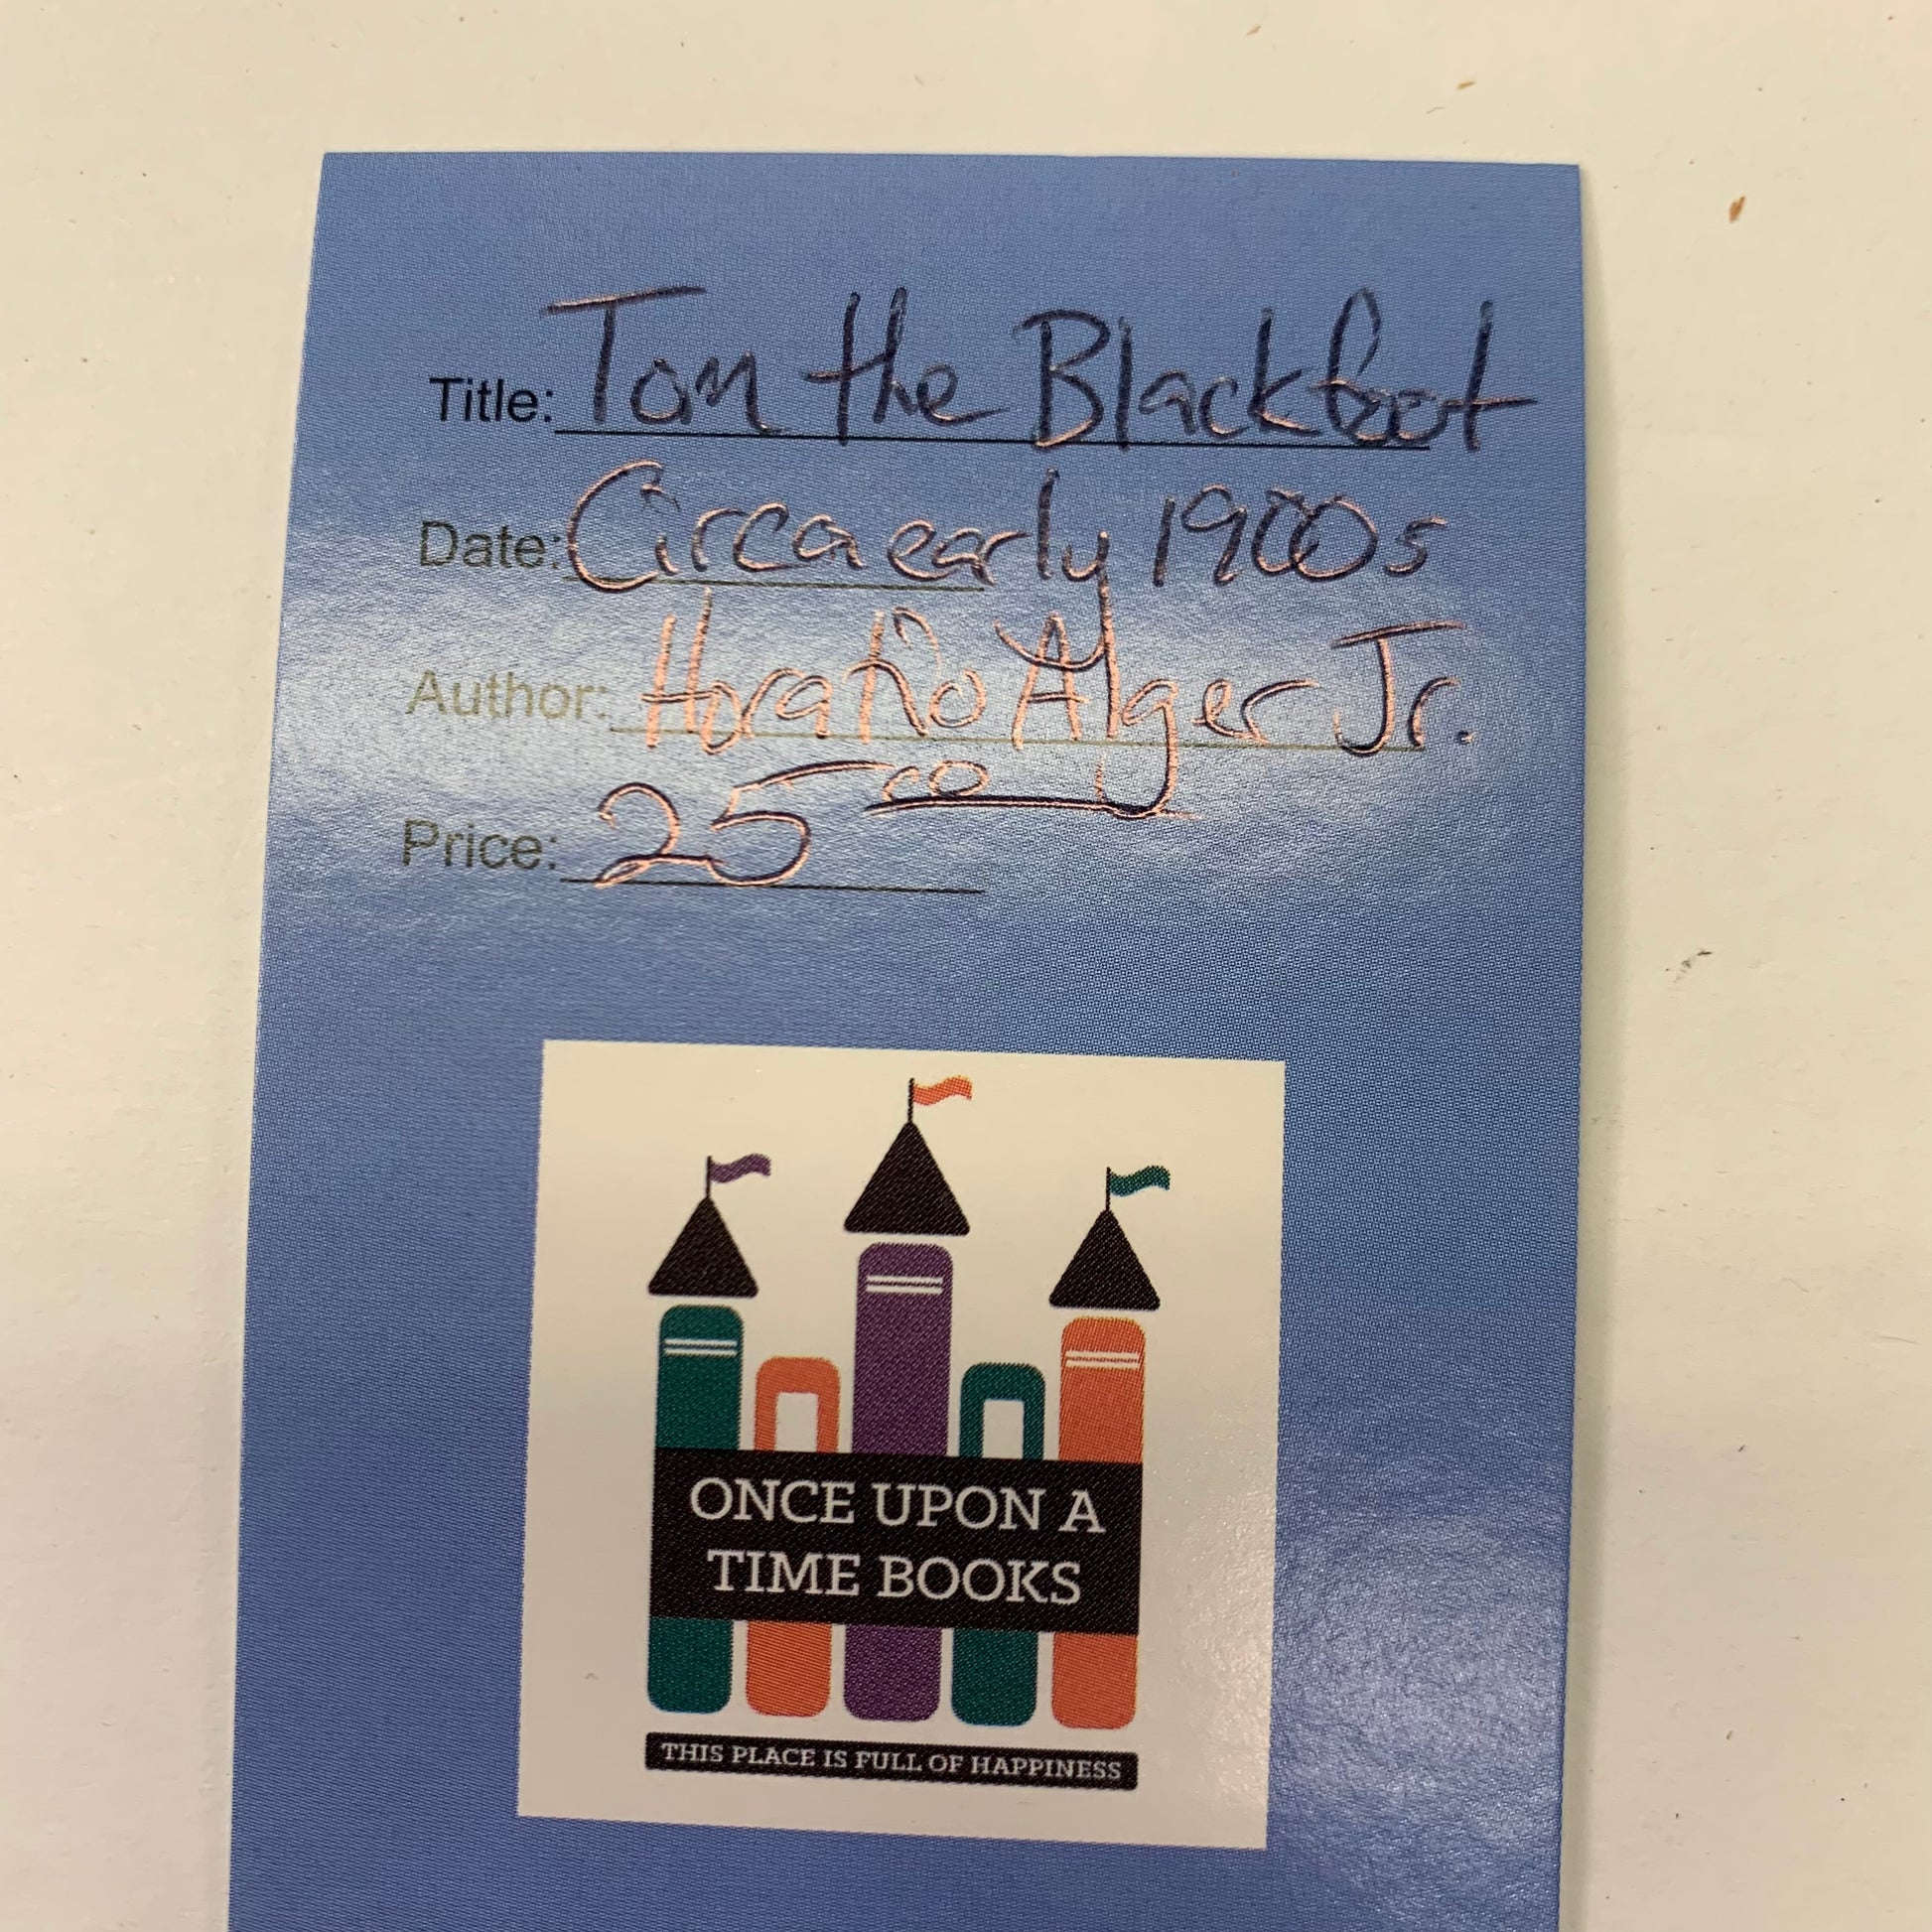 Title: Tom the Blackfoot
Date: Circa early 1900s
Author: Horatio Alger Jr.
Price: 25 00
ONCE UPON A
TIME BOOKS
THIS PLACE IS FULL OF HAPPINESS